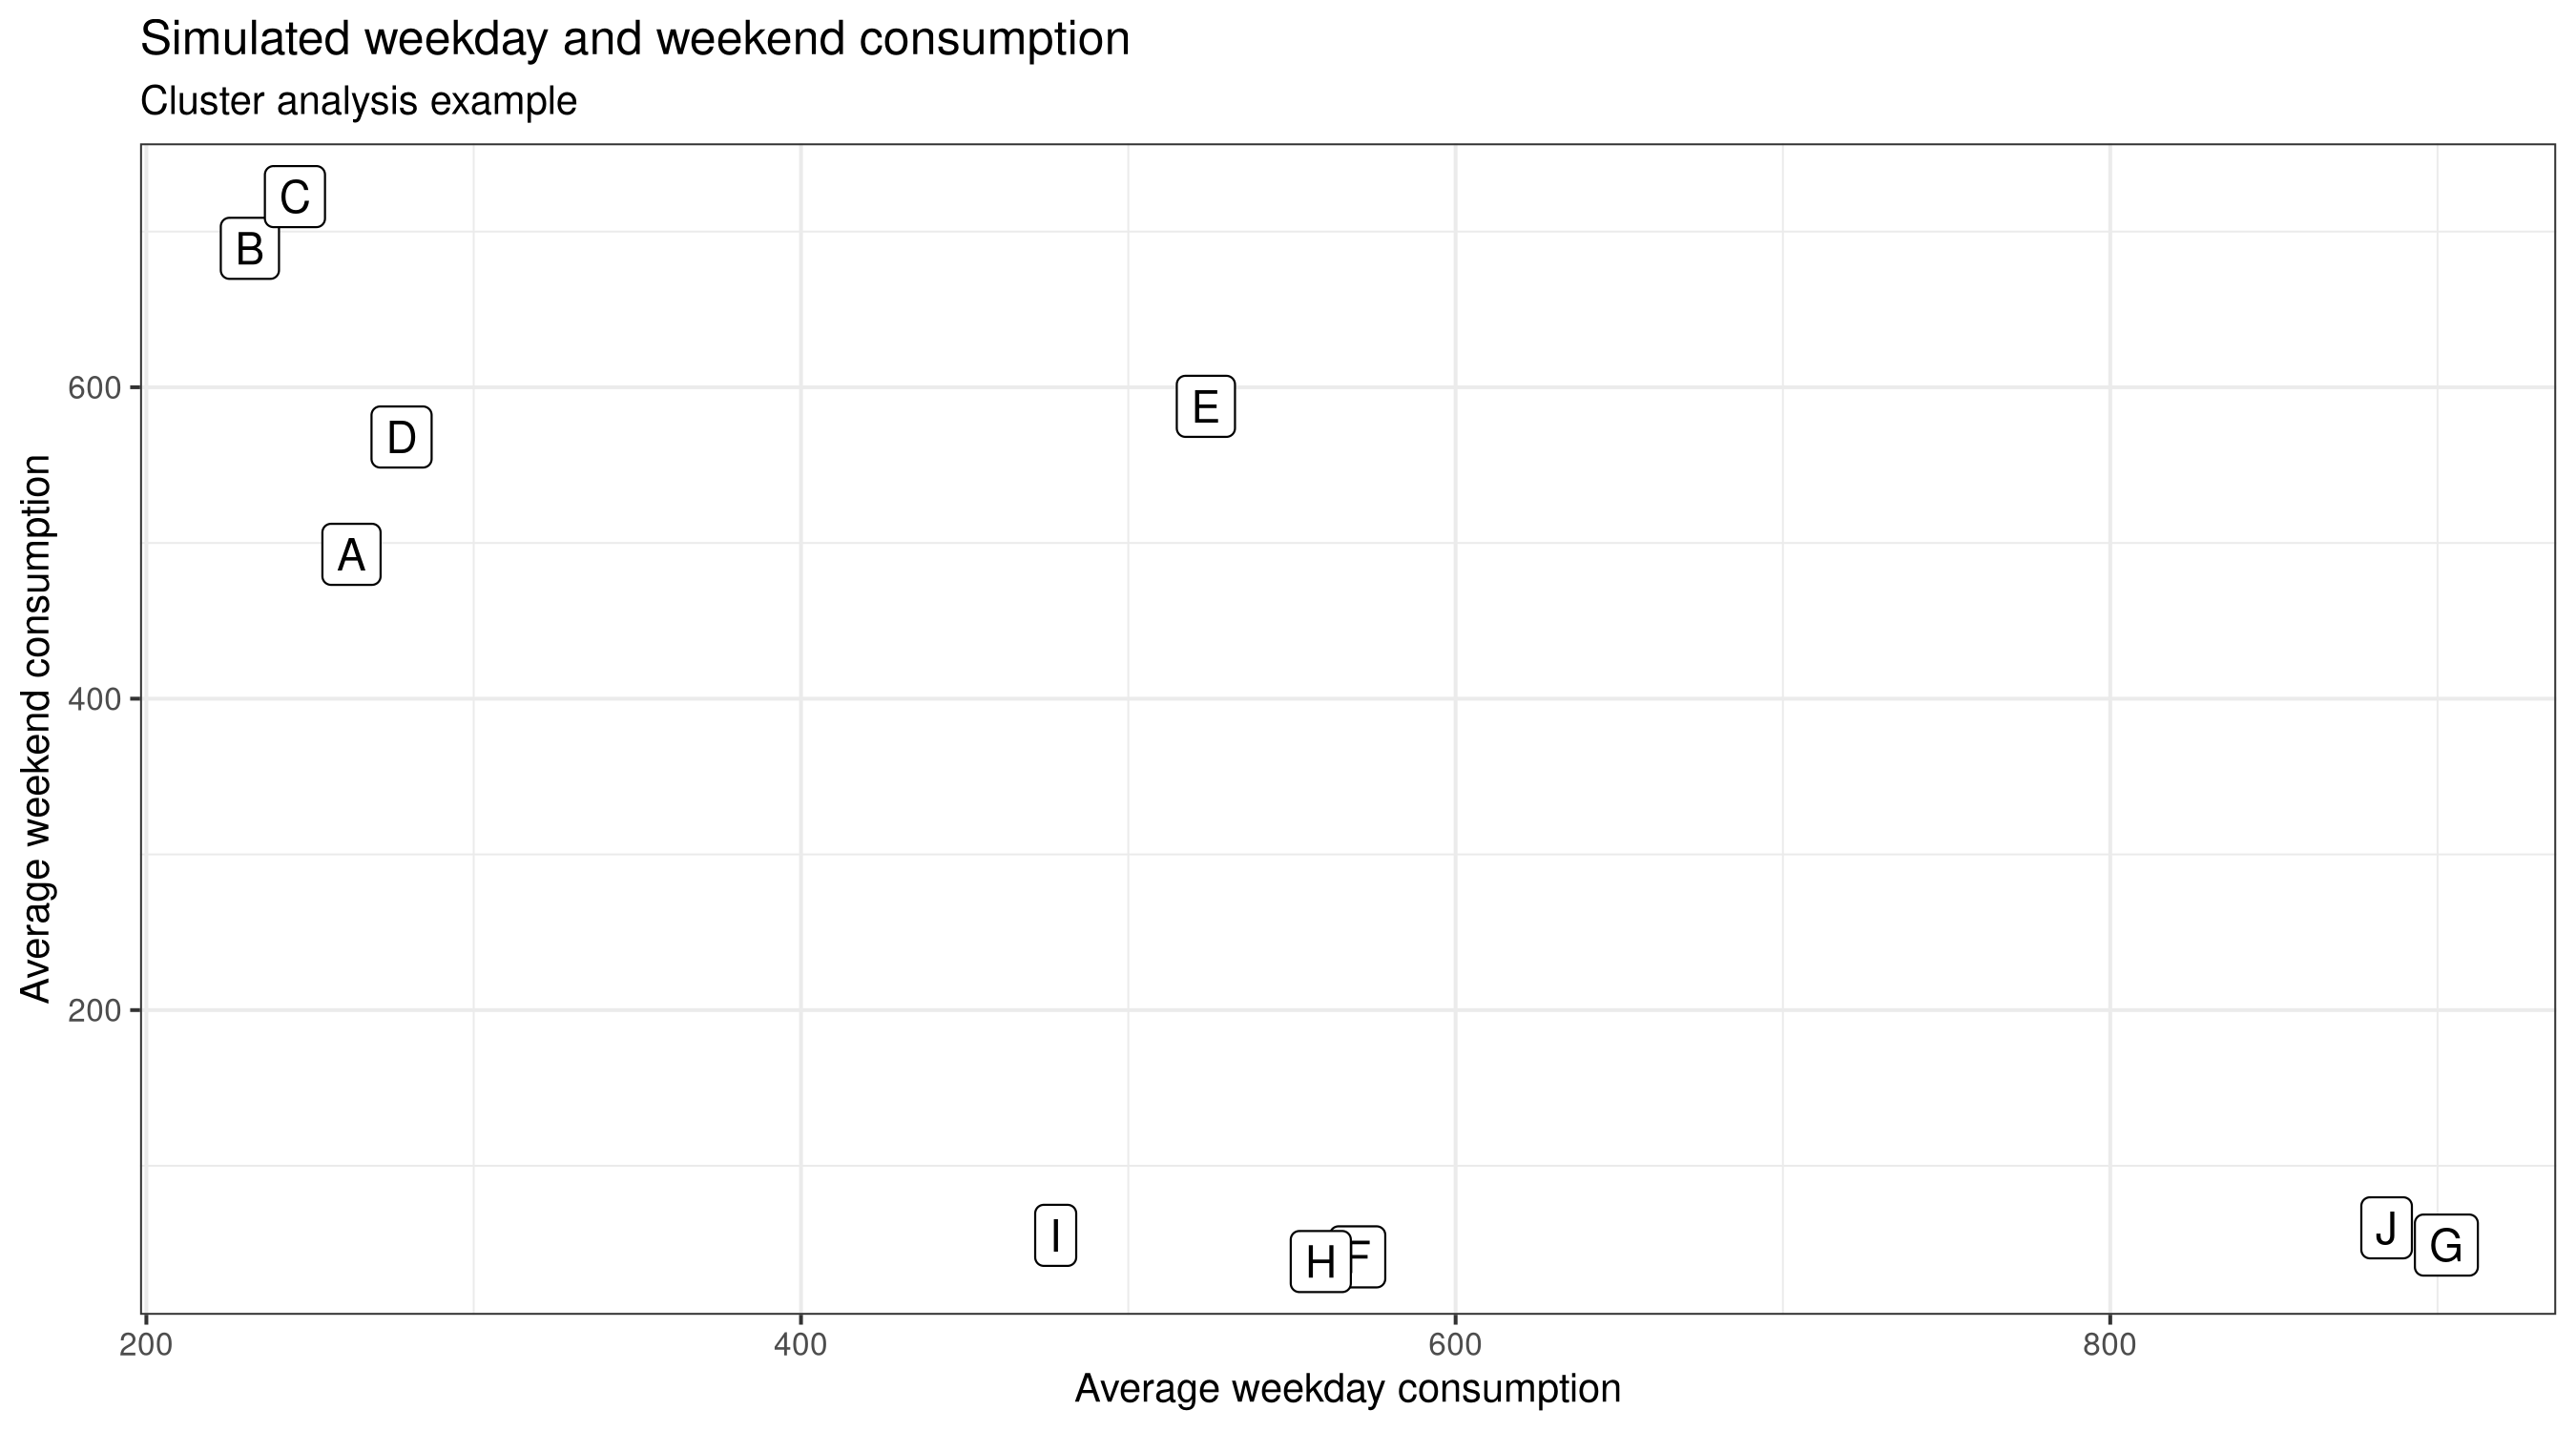 Simulated weekday and weekend consumption
Cluster analysis example
C
B
600
E
D
A
400
200
J
I
G
F
H
200 400 600 800
Average weekday consumption
Average weekend consumption